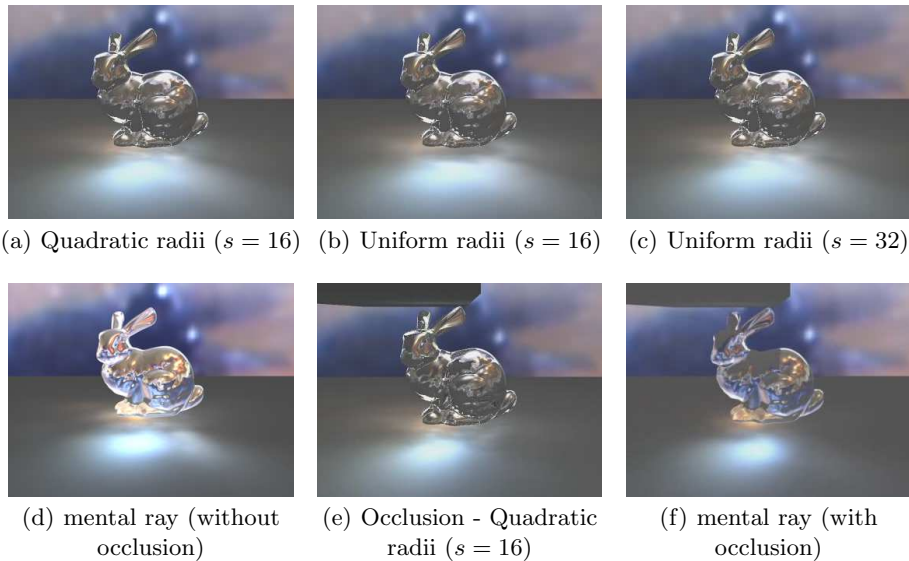 (a) Quadratic radii (s = 16)
(b) Uniform radii (s = 16)
(c) Uniform radii (s = 32)
(d) mental ray (without
occlusion)
(e) Occlusion - Quadratic
radii (s = 16)
(f) mental ray (with
occlusion)